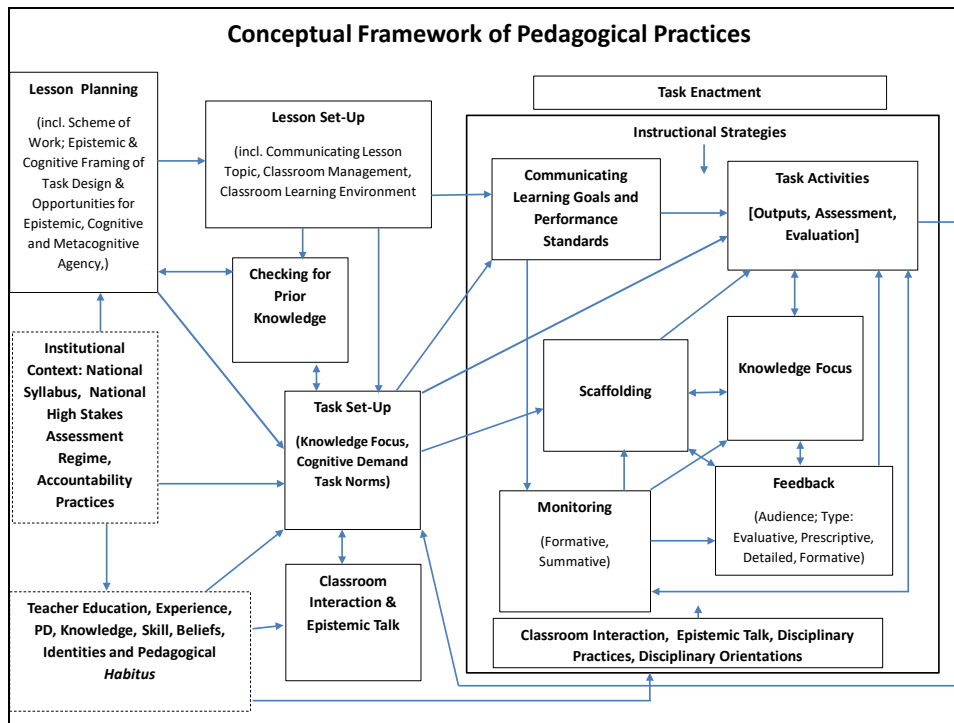 Conceptual Framework of Pedagogical Practices
Lesson Planning
(incl. Scheme of
Work; Epistemic &
Cognitive Framing of
Task Design &
Opportunities for
Epistemic, Cognitive
and Metacognitive
Agency,)
Lesson Set-Up
(incl. Communicating Lesson
Topic, Classroom Management,
Classroom Learning Environment
Checking for
Prior
Knowledge
Institutional
Context: National
Syllabus, National
High Stakes
Assessment
Regime,
Accountability
Practices
Task Set-Up
(Knowledge Focus,
Cognitive Demand
Task Norms)
Teacher Education, Experience,
PD, Knowledge, Skill, Beliefs,
Identities and Pedagogical
Habitus
Classroom
Interaction &
Epistemic Talk
Task Enactment
Instructional Strategies
Communicating
Learning Goals and
Performance
Standards
Task Activities
[Outputs, Assessment,
Evaluation]
Scaffolding
Knowledge Focus
Monitoring
(Formative,
Summative)
Feedback
(Audience; Type:
Evaluative, Prescriptive,
Detailed, Formative)
Classroom Interaction, Epistemic Talk, Disciplinary
Practices, Disciplinary Orientations